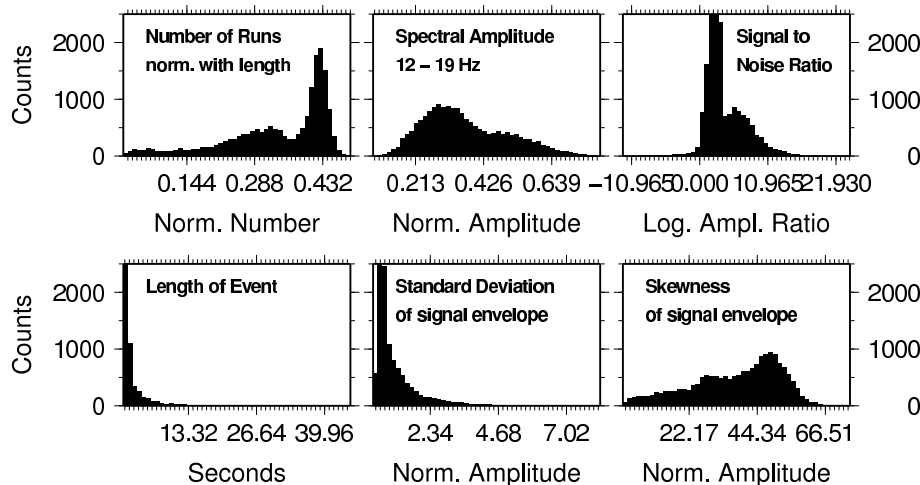 2500
2000
1500
1000
500
0
Counts
Number of Runs
norm. with length
0.144 0.288 0.432
Norm. Number
Spectral Amplitude
12 – 19 Hz
0.213 0.426 0.639
Norm. Amplitude
Signal to
Noise Ratio
2000
1000
0
−10.965 0.000 10.965 21.930
Log. Ampl. Ratio
2000
1000
0
Counts
Length of Event
13.32 26.64 39.96
Seconds
Standard Deviation
of signal envelope
2.34 4.68 7.02
Norm. Amplitude
Skewness
of signal envelope
2000
1000
0
22.17 44.34 66.51
Norm. Amplitude